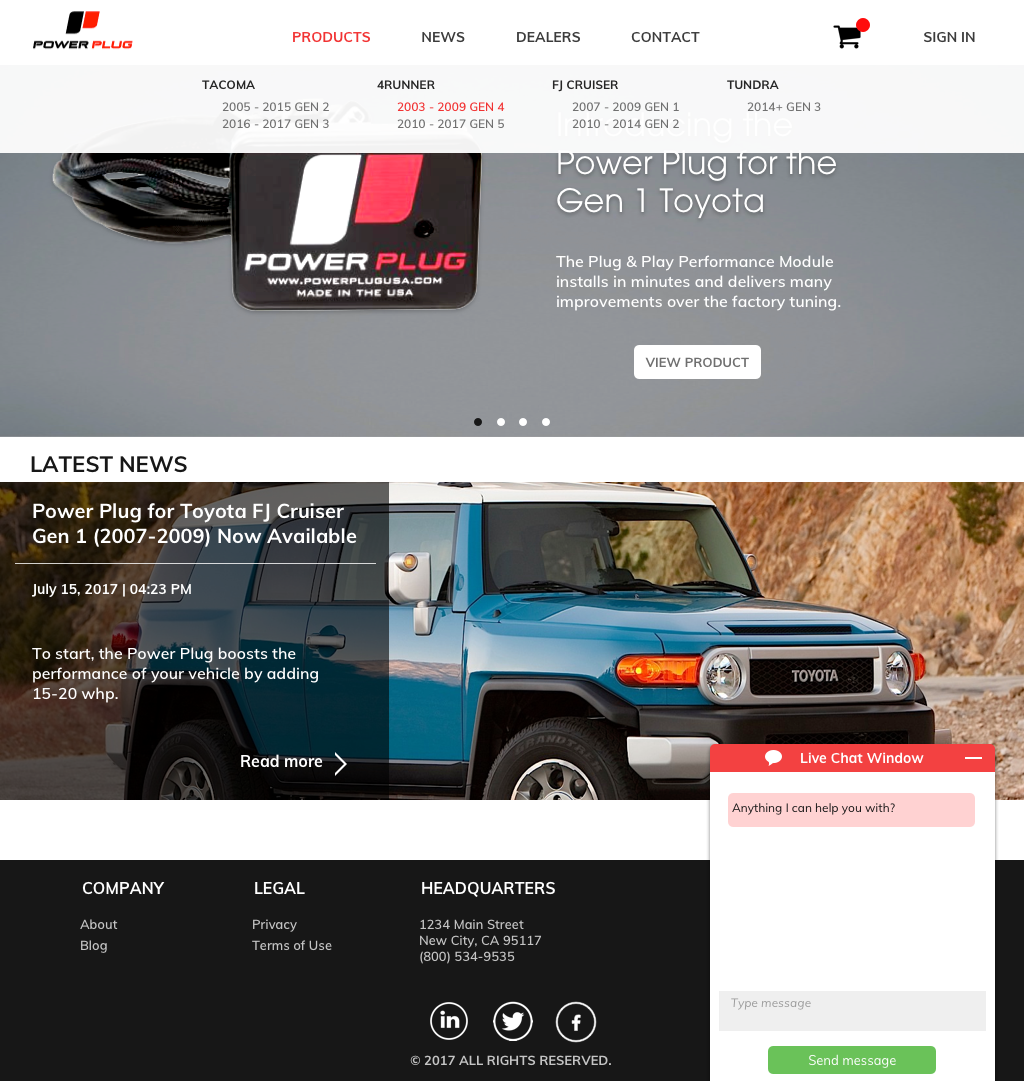 POWER PLUG
PRODUCTS
NEWS
DEALERS
CONTACT
SIGN IN
TACOMA
2005 - 2015 GEN 2
2016 - 2017 GEN 3
4RUNNER
2003 - 2009 GEN 4
2010 - 2017 GEN 5
FJ CRUISER
2007 - 2009 GEN 1
2010 - 2014 GEN 2
TUNDRA
2014+ GEN 3
POWER PLUG
WWW.POWERPLUGUSA.COM
MADE IN THE USA
Introducing the
Power Plug for the
Gen 1 Toyota
The Plug & Play Performance Module
installs in minutes and delivers many
improvements over the factory tuning.
VIEW PRODUCT
LATEST NEWS
Power Plug for Toyota FJ Cruiser
Gen 1 (2007-2009) Now Available
July 15, 2017 | 04:23 PM
To start, the Power Plug boosts the
performance of your vehicle by adding
15-20 whp.
Read more
TOYOTA
GRANDTREK
Live Chat Window
Anything I can help you with?
Type message
Send message
COMPANY
About
Blog
LEGAL
Privacy
Terms of Use
HEADQUARTERS
1234 Main Street
New City, CA 95117
(800) 534-9535
in
f
© 2017 ALL RIGHTS RESERVED.